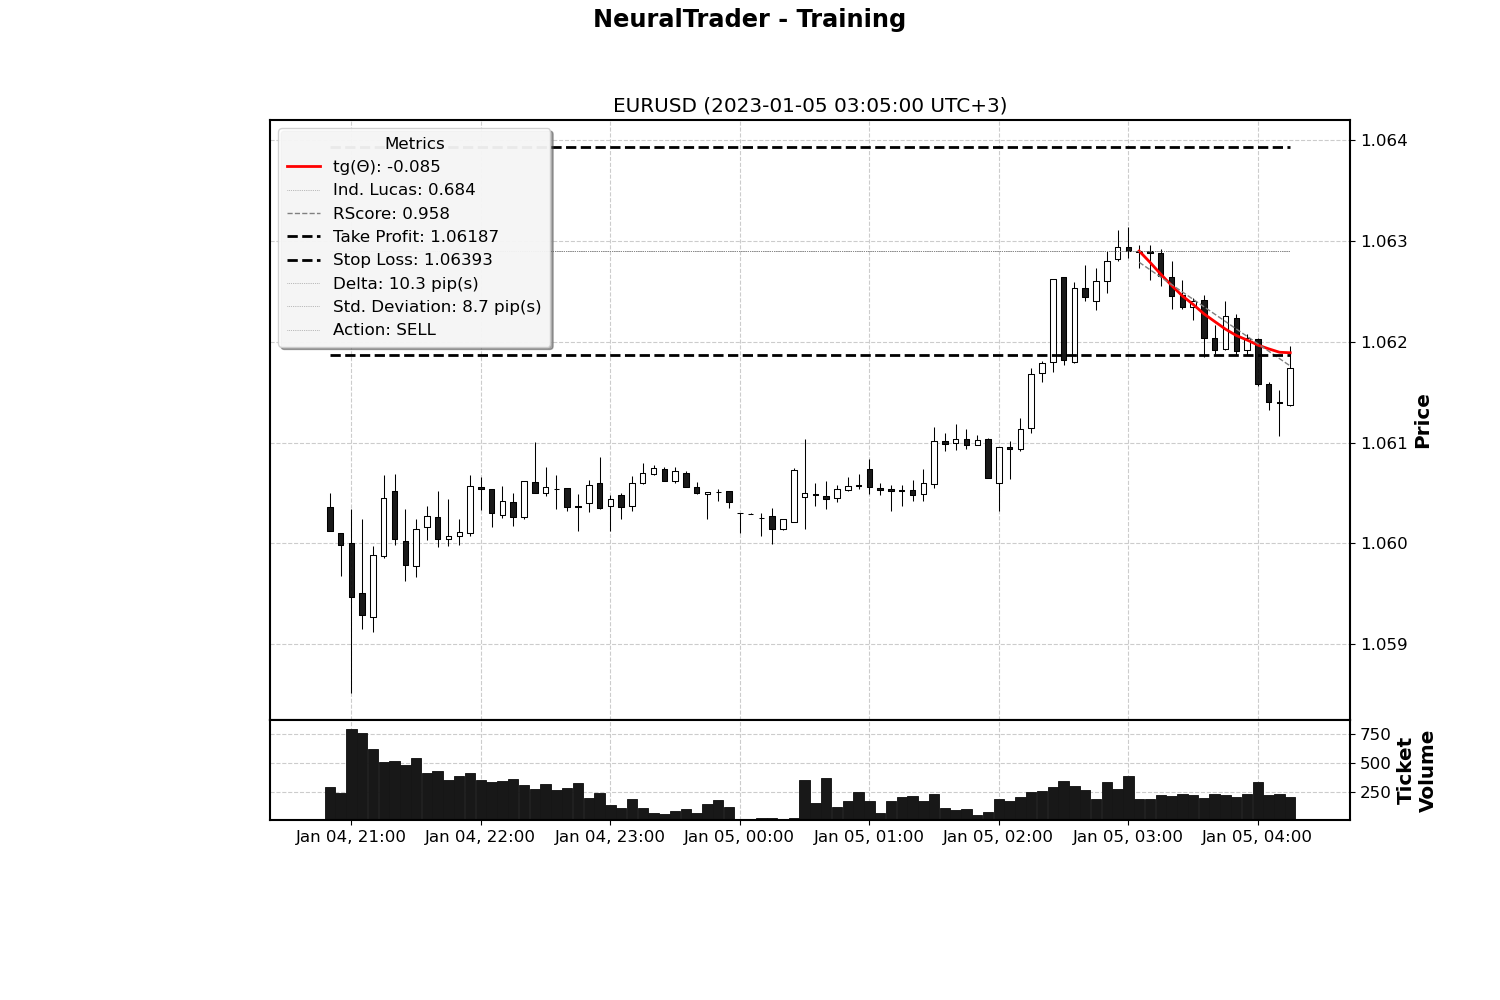 NeuralTrader - Training
EURUSD (2023-01-05 03:05:00 UTC+3)
Metrics
tg(Θ): -0.085
Ind. Lucas: 0.684
RScore: 0.958
Take Profit: 1.06187
Stop Loss: 1.06393
Delta: 10.3 pip(s)
Std. Deviation: 8.7 pip(s)
Action: SELL
1.064
1.063
1.062
1.061
1.060
1.059
Price
750
500
250
Ticket
Volume
Jan 04, 21:00
Jan 04, 22:00
Jan 04, 23:00
Jan 05, 00:00
Jan 05, 01:00
Jan 05, 02:00
Jan 05, 03:00
Jan 05, 04:00